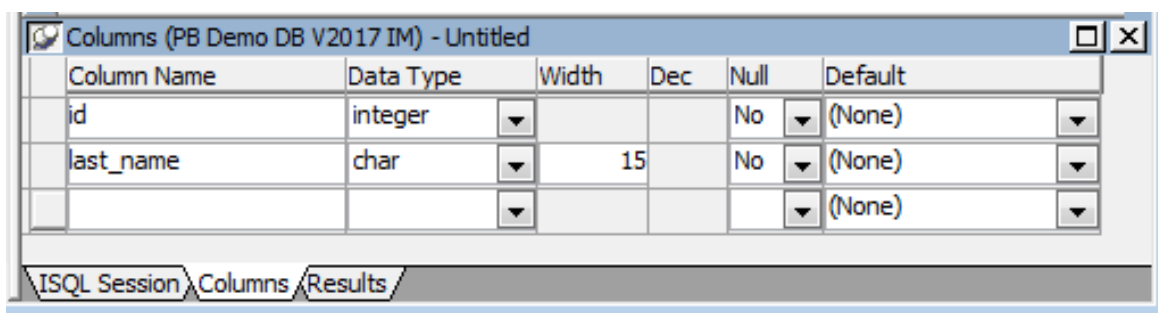 Columns (PB Demo DB V2017 IM) - Untitled
Column Name Data Type Width Dec Null Default
id integer No (None)
last_name char 15 No (None)
(None)
ISQL Session Columns Results